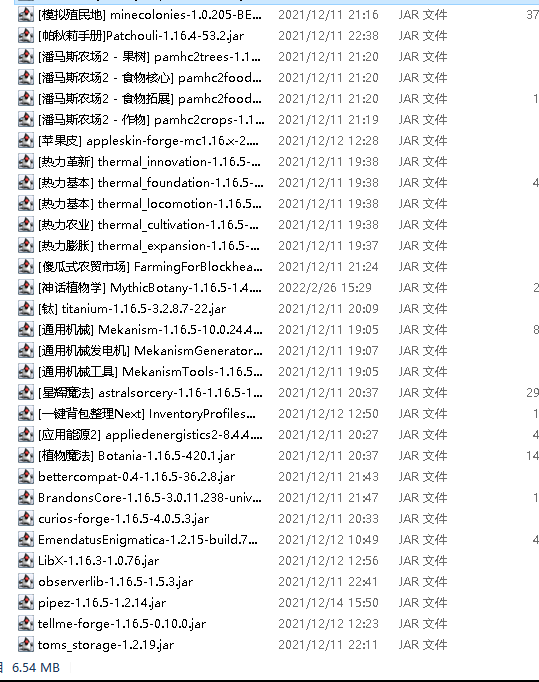 [模拟殖民地] minecolonies-1.0.205-BE... 2021/12/11 21:16 JAR 文件 37
[帕秋莉手册]Patchouli-1.16.4-53.2.jar 2021/12/11 22:38 JAR 文件
[潘马斯农场2 - 果树] pamhc2trees-1.1... 2021/12/11 21:20 JAR 文件
[潘马斯农场2 - 食物核心] pamhc2food... 2021/12/11 21:20 JAR 文件
[潘马斯农场2 - 食物拓展] pamhc2food... 2021/12/11 21:20 JAR 文件 1
[潘马斯农场2 - 作物] pamhc2crops-1.1... 2021/12/11 21:19 JAR 文件
[苹果皮] appleskin-forge-mc1.16.x-2.... 2021/12/12 12:28 JAR 文件
[热力革新] thermal_innovation-1.16.5-... 2021/12/11 19:38 JAR 文件
[热力基本] thermal_foundation-1.16.5-... 2021/12/11 19:38 JAR 文件 4
[热力基本] thermal_locomotion-1.16.5... 2021/12/11 19:38 JAR 文件
[热力农业] thermal_cultivation-1.16.5-... 2021/12/11 19:38 JAR 文件
[热力膨胀] thermal_expansion-1.16.5-... 2021/12/11 19:37 JAR 文件
[傻瓜式农贸市场] FarmingForBlockhea... 2021/12/11 21:24 JAR 文件
[神话植物学] MythicBotany-1.16.5-1.4.... 2022/2/26 15:29 JAR 文件 2
[钛] titanium-1.16.5-3.2.8.7-22.jar 2021/12/11 20:09 JAR 文件
[通用机械] Mekanism-1.16.5-10.0.24.4... 2021/12/11 19:05 JAR 文件 8
[通用机械发电机] MekanismGenerator... 2021/12/11 19:07 JAR 文件
[通用机械工具] MekanismTools-1.16.5... 2021/12/11 19:05 JAR 文件
[星辉魔法] astralsorcery-1.16-1.16.5-1... 2021/12/11 20:37 JAR 文件 29
[一键背包整理Next] InventoryProfiles... 2021/12/12 12:50 JAR 文件 1
[应用能源2] appliedenergistics2-8.4.4.... 2021/12/11 20:27 JAR 文件 4
[植物魔法] Botania-1.16.5-420.1.jar 2021/12/11 20:37 JAR 文件 14
bettercompat-0.4-1.16.5-36.2.8.jar 2021/12/11 21:43 JAR 文件
BrandonsCore-1.16.5-3.0.11.238-univ... 2021/12/11 21:47 JAR 文件 1
curios-forge-1.16.5-4.0.5.3.jar 2021/12/11 20:33 JAR 文件
EmendatusEnigmatica-1.2.15-build.7... 2021/12/12 10:49 JAR 文件 4
LibX-1.16.3-1.0.76.jar 2021/12/12 12:56 JAR 文件
observerlib-1.16.5-1.5.3.jar 2021/12/11 22:41 JAR 文件
pipez-1.16.5-1.2.14.jar 2021/12/14 15:50 JAR 文件
tellme-forge-1.16.5-0.10.0.jar 2021/12/12 12:23 JAR 文件
toms_storage-1.2.19.jar 2021/12/11 22:11 JAR 文件
6.54 MB